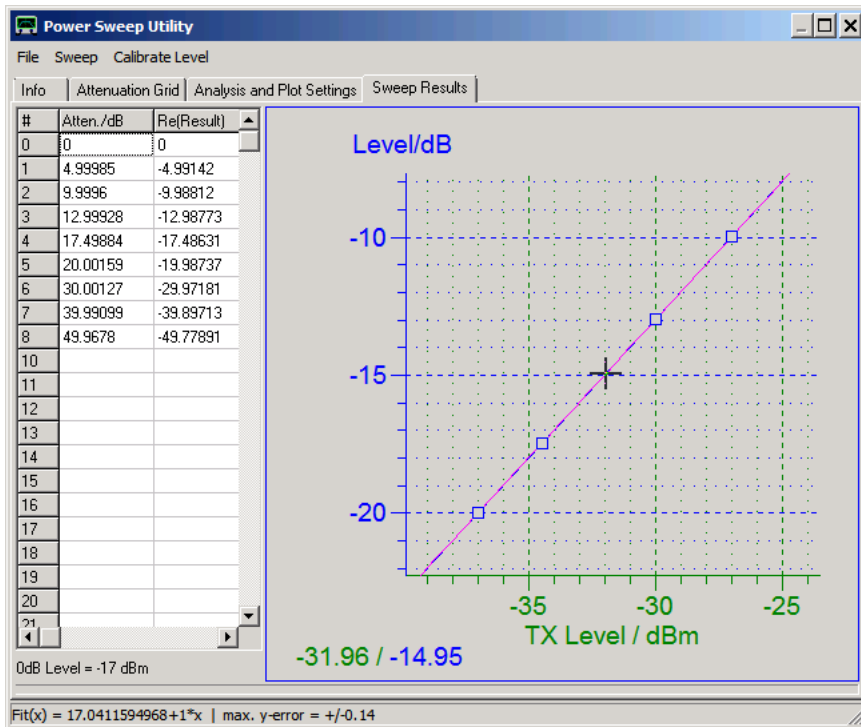 Power Sweep Utility
File Sweep Calibrate Level
Info Attenuation Grid Analysis and Plot Settings Sweep Results
# Atten./dB Re(Result)
0 0 0
1 4.99985 -4.99142
2 9.9996 -9.98812
3 12.99928 -12.98773
4 17.49884 -17.48631
5 20.00159 -19.98737
6 30.00127 -29.97181
7 39.99099 -39.89713
8 49.9678 -49.77891
10
11
12
13
14
15
16
17
18
19
20
21
0dB Level = -17 dBm
Level/dB
-10
-15
-20
-35 -30 -25
TX Level / dBm
-31.96 / -14.95
Fit(x) = 17.0411594968+1*x | max. y-error = +/-0.14